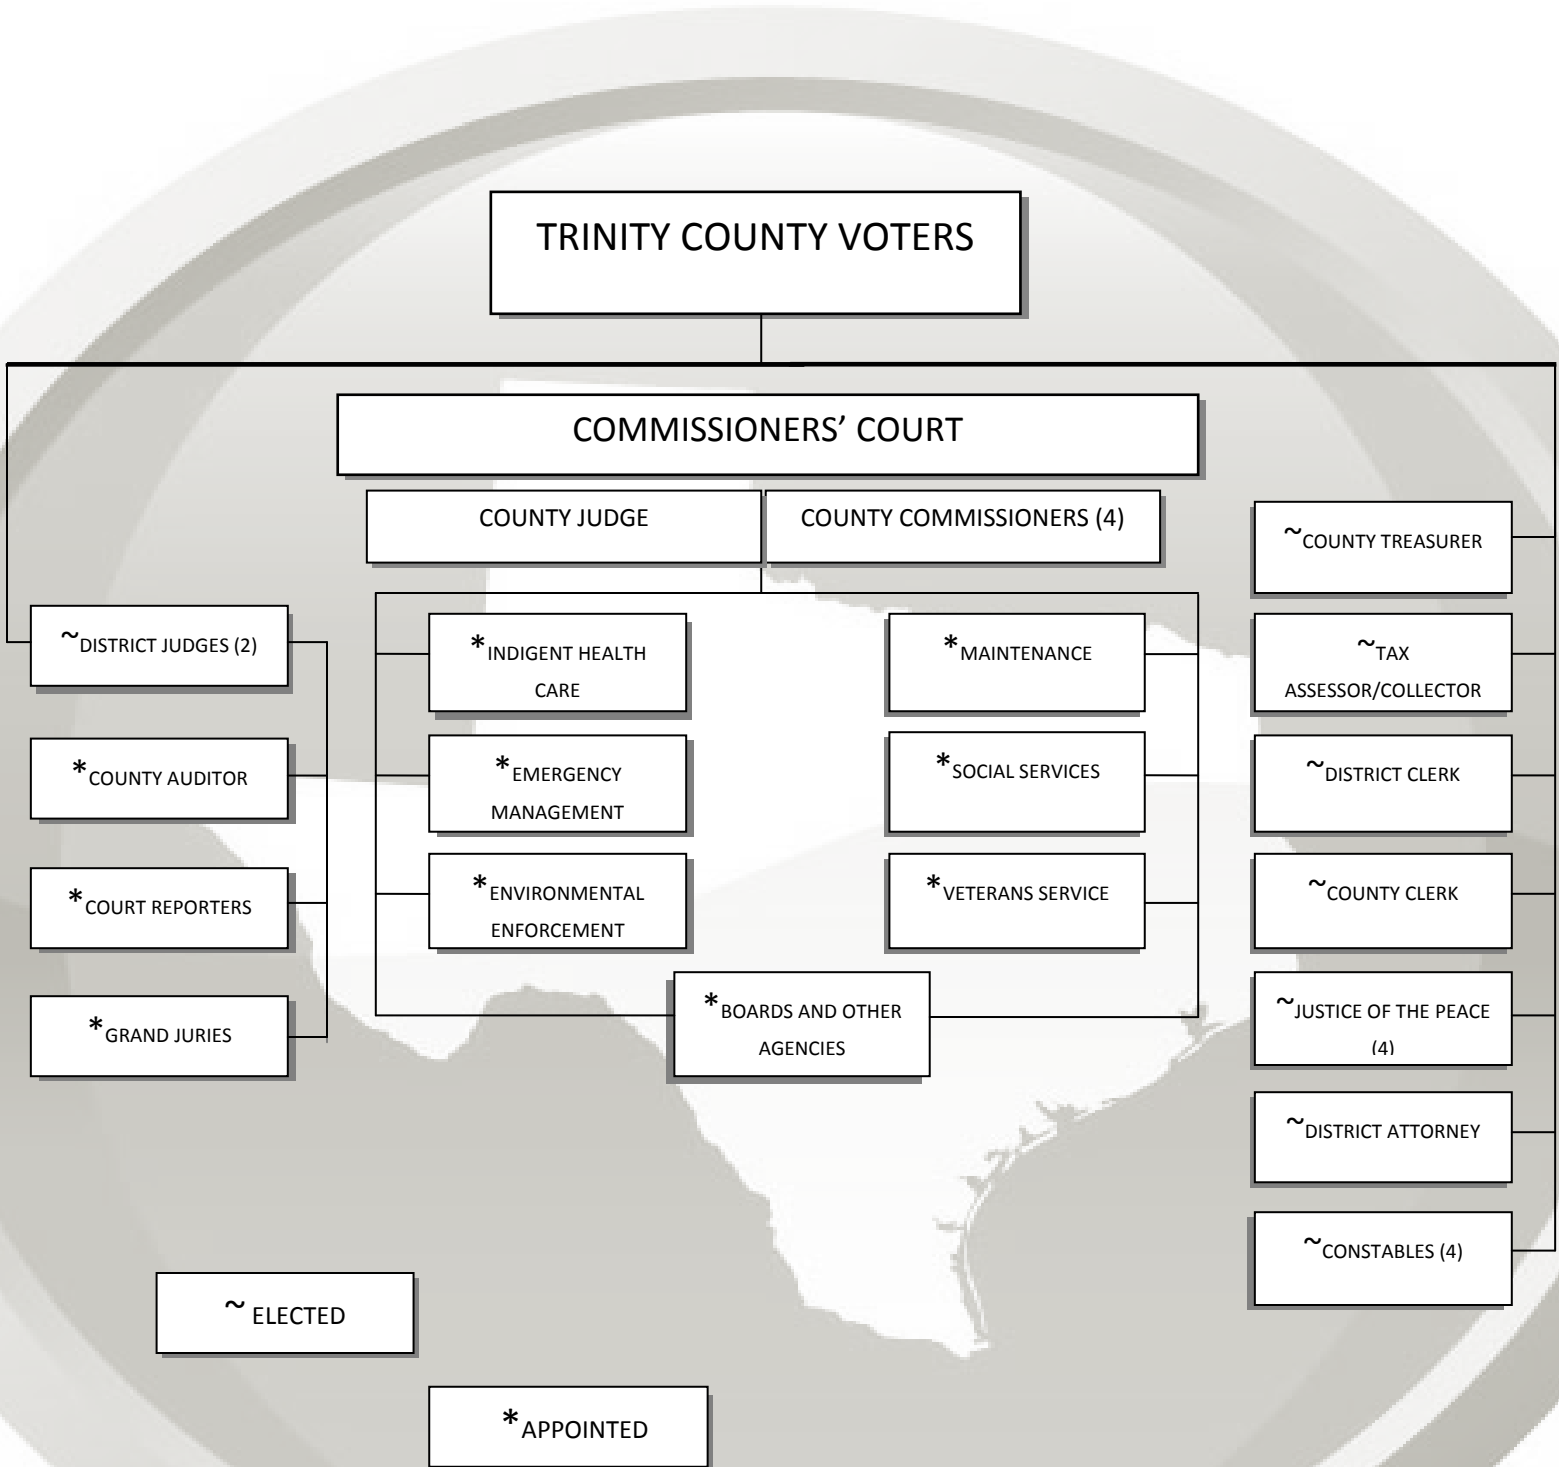 TRINITY COUNTY VOTERS
COMMISSIONERS’ COURT
COUNTY JUDGE
COUNTY COMMISSIONERS (4)
~DISTRICT JUDGES (2)
*COUNTY AUDITOR
*COURT REPORTERS
*GRAND JURIES
*INDIGENT HEALTH
CARE
*EMERGENCY
MANAGEMENT
*ENVIRONMENTAL
ENFORCEMENT
*MAINTENANCE
*SOCIAL SERVICES
*VETERANS SERVICE
*BOARDS AND OTHER
AGENCIES
~COUNTY TREASURER
~TAX
ASSESSOR/COLLECTOR
~DISTRICT CLERK
~COUNTY CLERK
~JUSTICE OF THE PEACE
(4)
~DISTRICT ATTORNEY
~CONSTABLES (4)
~ ELECTED
*APPOINTED